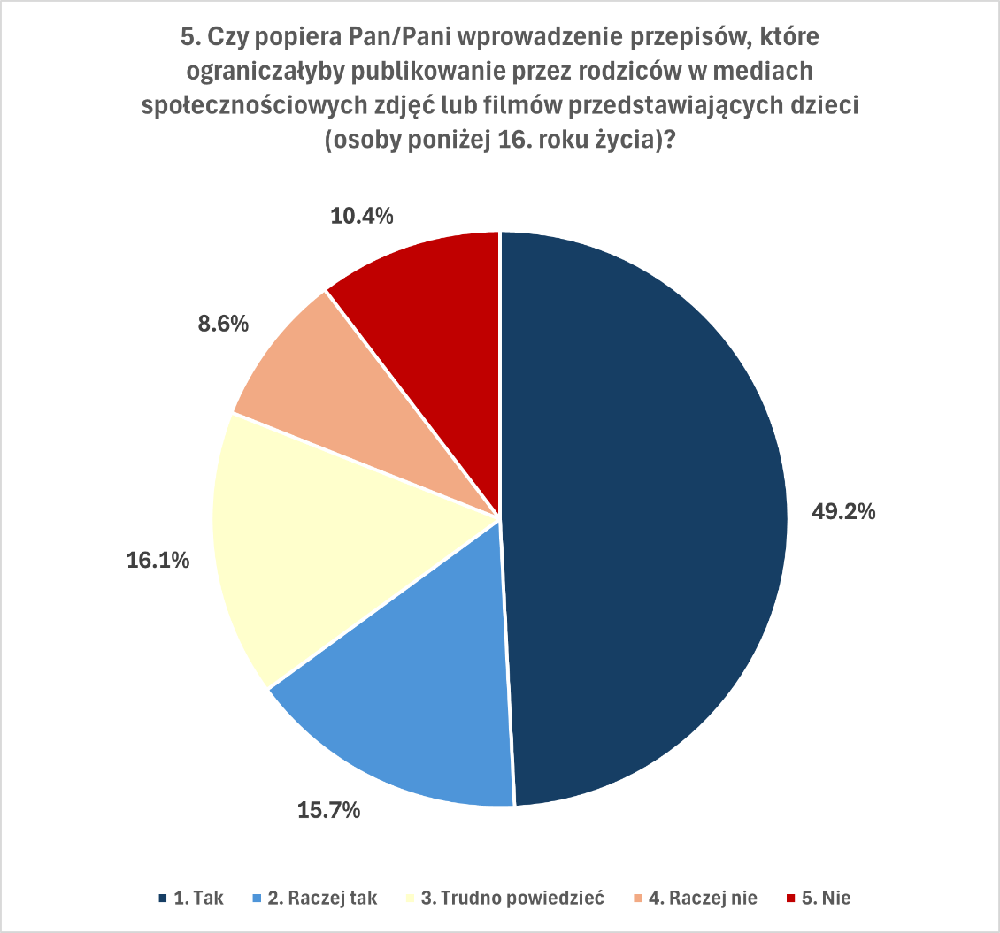 5. Czy popiera Pan/Pani wprowadzenie przepisów, które
ograniczałyby publikowanie przez rodziców w mediach
społecznościowych zdjęć lub filmów przedstawiających dzieci
(osoby poniżej 16. roku życia)?
10.4%
8.6%
49.2%
16.1%
15.7%
1. Tak 2. Raczej tak 3. Trudno powiedzieć 4. Raczej nie 5. Nie